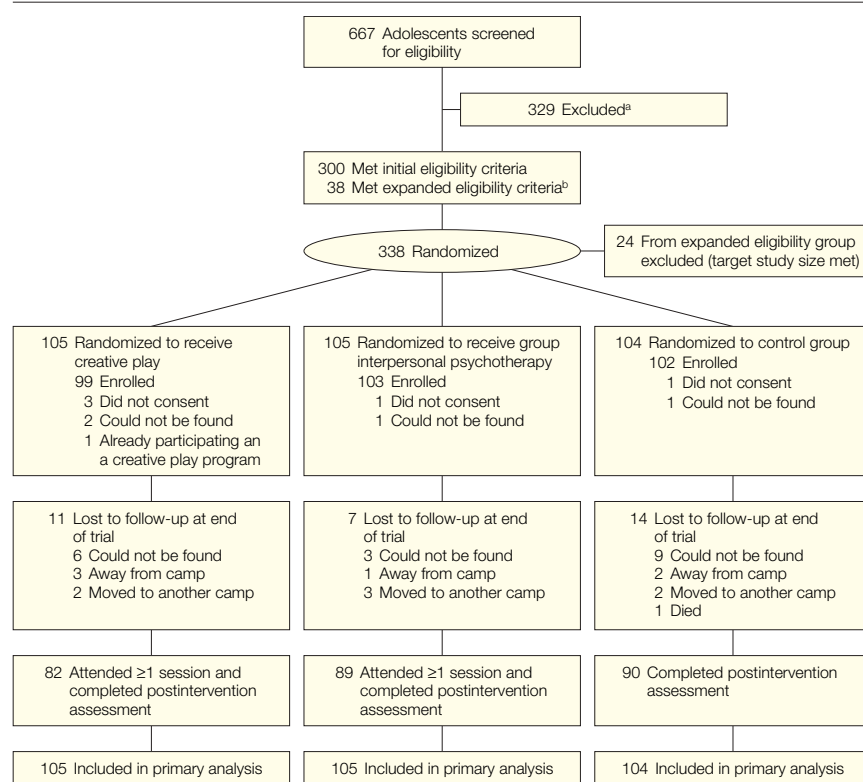 667 Adolescents screened
for eligibility
329 Excludedᵃ
300 Met initial eligibility criteria
38 Met expanded eligibility criteriaᵇ
338 Randomized
24 From expanded eligibility group
excluded (target study size met)
105 Randomized to receive
creative play
99 Enrolled
3 Did not consent
2 Could not be found
1 Already participating an
a creative play program
105 Randomized to receive group
interpersonal psychotherapy
103 Enrolled
1 Did not consent
1 Could not be found
104 Randomized to control group
102 Enrolled
1 Did not consent
1 Could not be found
11 Lost to follow-up at end
of trial
6 Could not be found
3 Away from camp
2 Moved to another camp
7 Lost to follow-up at end
of trial
3 Could not be found
1 Away from camp
3 Moved to another camp
14 Lost to follow-up at end
of trial
9 Could not be found
2 Away from camp
2 Moved to another camp
1 Died
82 Attended ≥1 session and
completed postintervention
assessment
89 Attended ≥1 session and
completed postintervention
assessment
90 Completed postintervention
assessment
105 Included in primary analysis
105 Included in primary analysis
104 Included in primary analysis